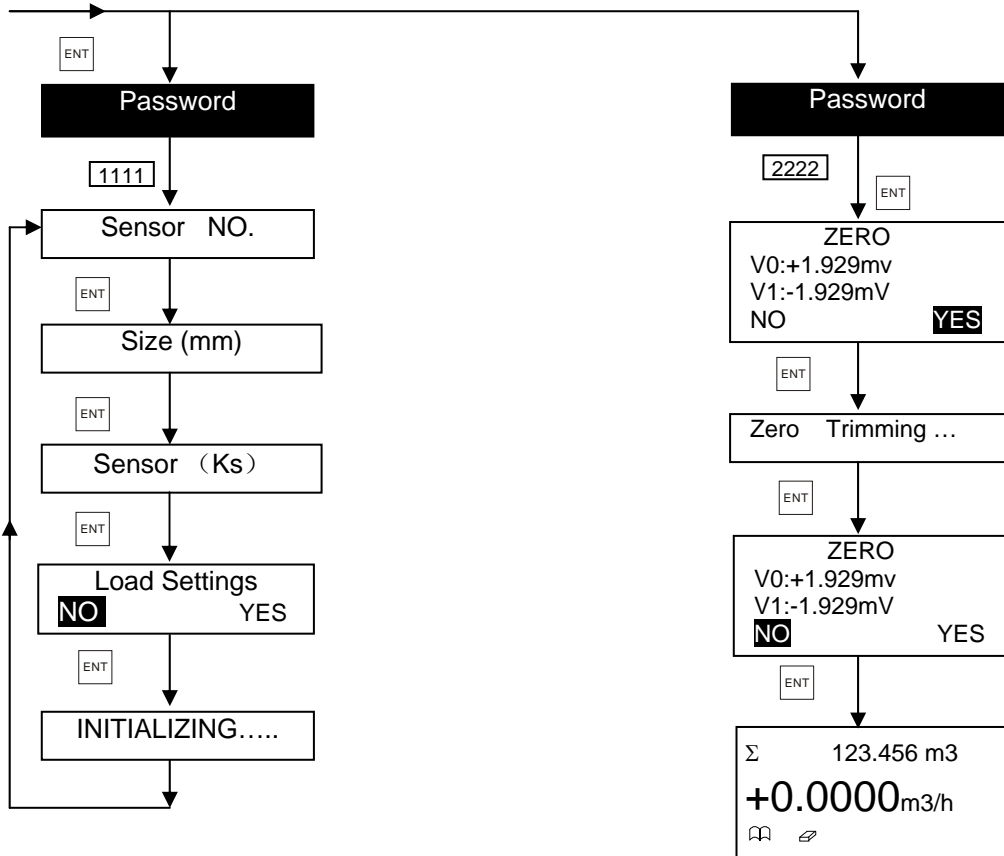 ENT
Password
1111
Sensor NO.
ENT
Size (mm)
ENT
Sensor （Ks）
ENT
Load Settings
NO YES
ENT
INITIALIZING…..
Password
2222
ENT
ZERO
V0:+1.929mv
V1:-1.929mV
NO YES
ENT
Zero Trimming …
ENT
ZERO
V0:+1.929mv
V1:-1.929mV
NO YES
ENT
Σ 123.456 m3
+0.0000m3/h